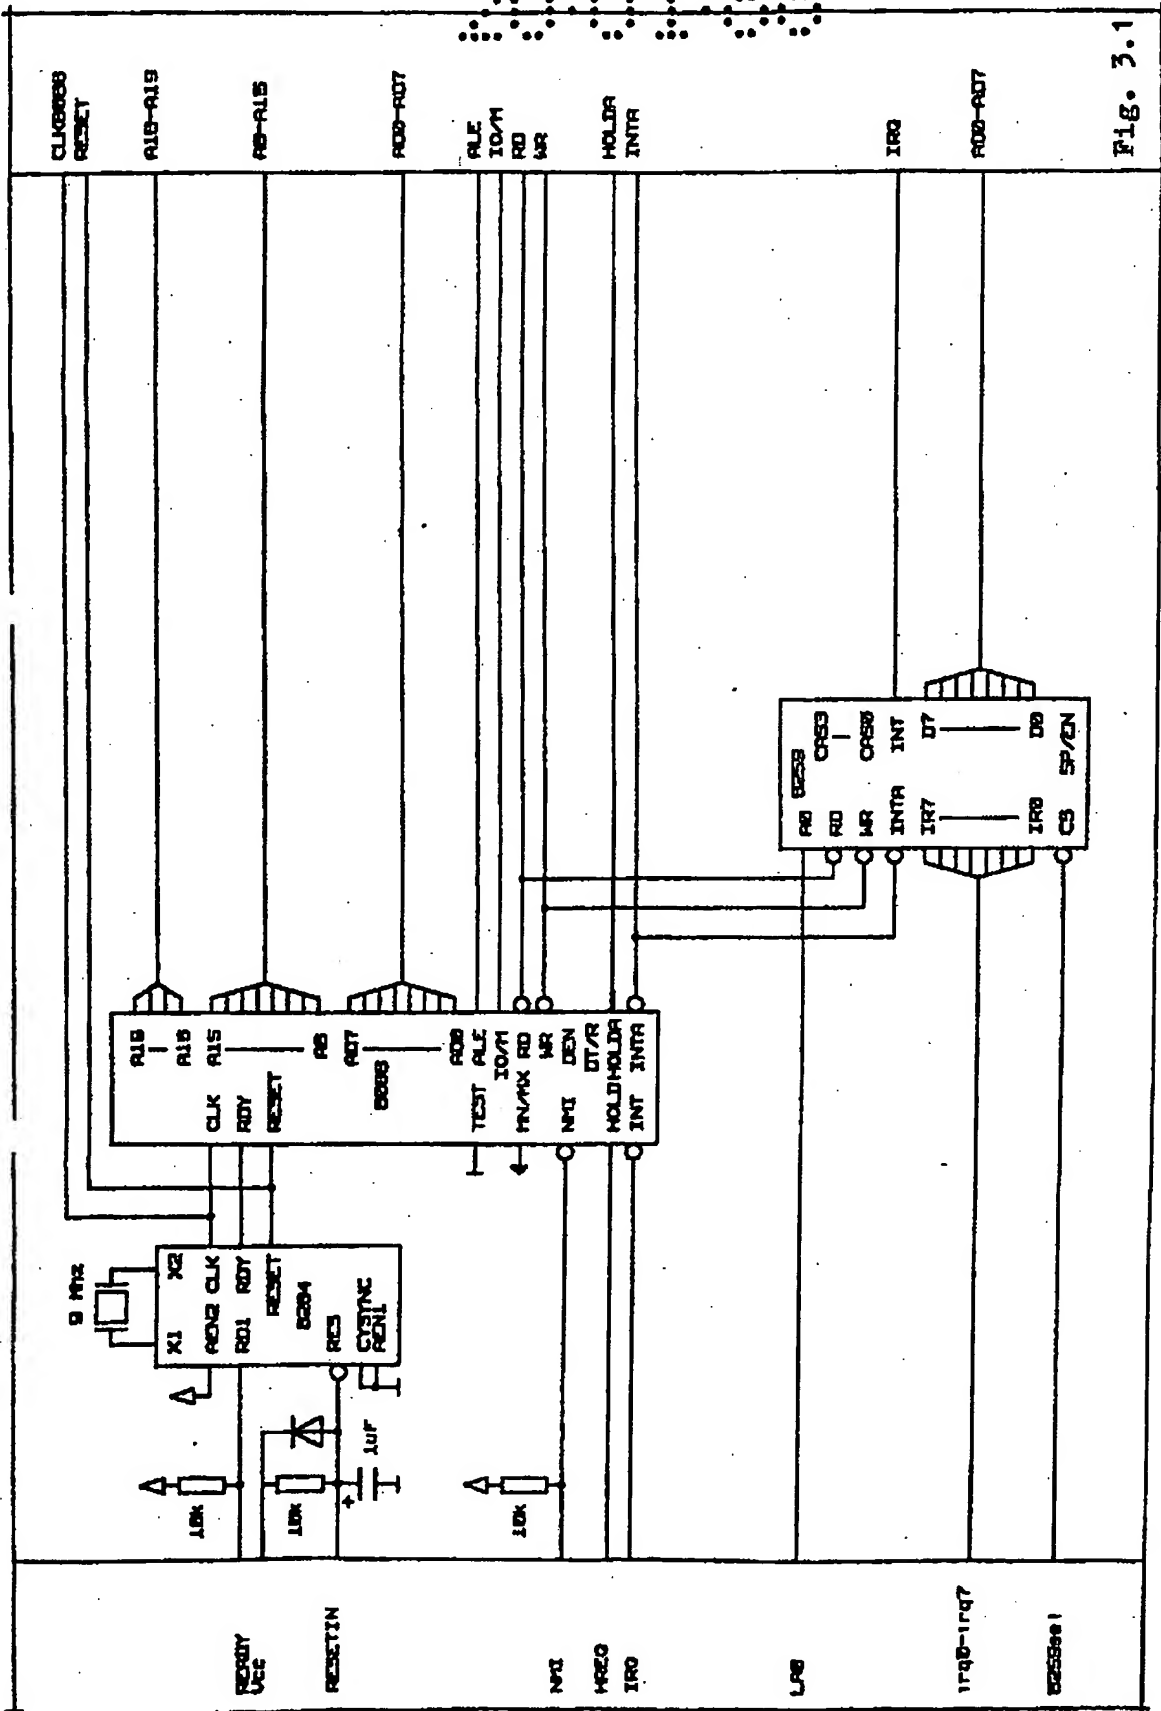 CLK8088
RESET
A16-A19
A8-A15
AD0-AD7
ALE
IO/M
RD
WR
HOLDA
INTA
IRQ
AD0-AD7
Fig. 3.1
9 MHz
X1 X2
AEN2 CLK
RD1 RDY
RESET
8284
RES
CYSYNC
AEN1
10K
10K
+
1uF
10K
A19
A16
CLK A15
RDY
RESET A8
AD7
8088
AD0
TEST ALE
IO/M
MN/MX RD
WR
NMI DEN
DT/R
HOLD HOLDA
INT INTA
8259
A0 CAS3
RD
WR CAS0
INTA INT
IR7 D7
IR0 D0
CS SP/EN
READY
Vcc
RESETIN
NMI
HREQ
IRQ
LA0
irq0-irq7
8259sel